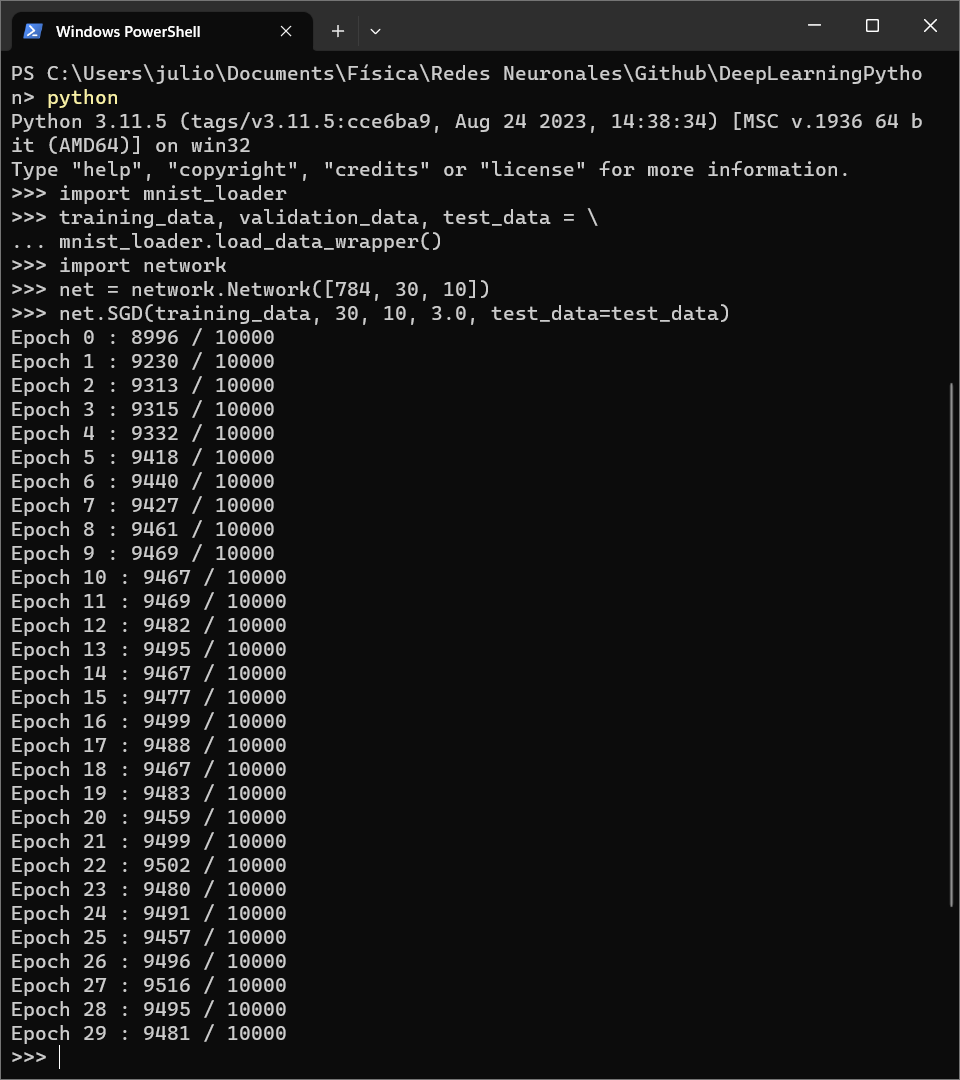 Windows PowerShell
PS C:\Users\julio\Documents\Física\Redes Neuronales\Github\DeepLearningPytho
n> python
Python 3.11.5 (tags/v3.11.5:cce6ba9, Aug 24 2023, 14:38:34) [MSC v.1936 64 b
it (AMD64)] on win32
Type "help", "copyright", "credits" or "license" for more information.
>>> import mnist_loader
>>> training_data, validation_data, test_data = \
... mnist_loader.load_data_wrapper()
>>> import network
>>> net = network.Network([784, 30, 10])
>>> net.SGD(training_data, 30, 10, 3.0, test_data=test_data)
Epoch 0 : 8996 / 10000
Epoch 1 : 9230 / 10000
Epoch 2 : 9313 / 10000
Epoch 3 : 9315 / 10000
Epoch 4 : 9332 / 10000
Epoch 5 : 9418 / 10000
Epoch 6 : 9440 / 10000
Epoch 7 : 9427 / 10000
Epoch 8 : 9461 / 10000
Epoch 9 : 9469 / 10000
Epoch 10 : 9467 / 10000
Epoch 11 : 9469 / 10000
Epoch 12 : 9482 / 10000
Epoch 13 : 9495 / 10000
Epoch 14 : 9467 / 10000
Epoch 15 : 9477 / 10000
Epoch 16 : 9499 / 10000
Epoch 17 : 9488 / 10000
Epoch 18 : 9467 / 10000
Epoch 19 : 9483 / 10000
Epoch 20 : 9459 / 10000
Epoch 21 : 9499 / 10000
Epoch 22 : 9502 / 10000
Epoch 23 : 9480 / 10000
Epoch 24 : 9491 / 10000
Epoch 25 : 9457 / 10000
Epoch 26 : 9496 / 10000
Epoch 27 : 9516 / 10000
Epoch 28 : 9495 / 10000
Epoch 29 : 9481 / 10000
>>>